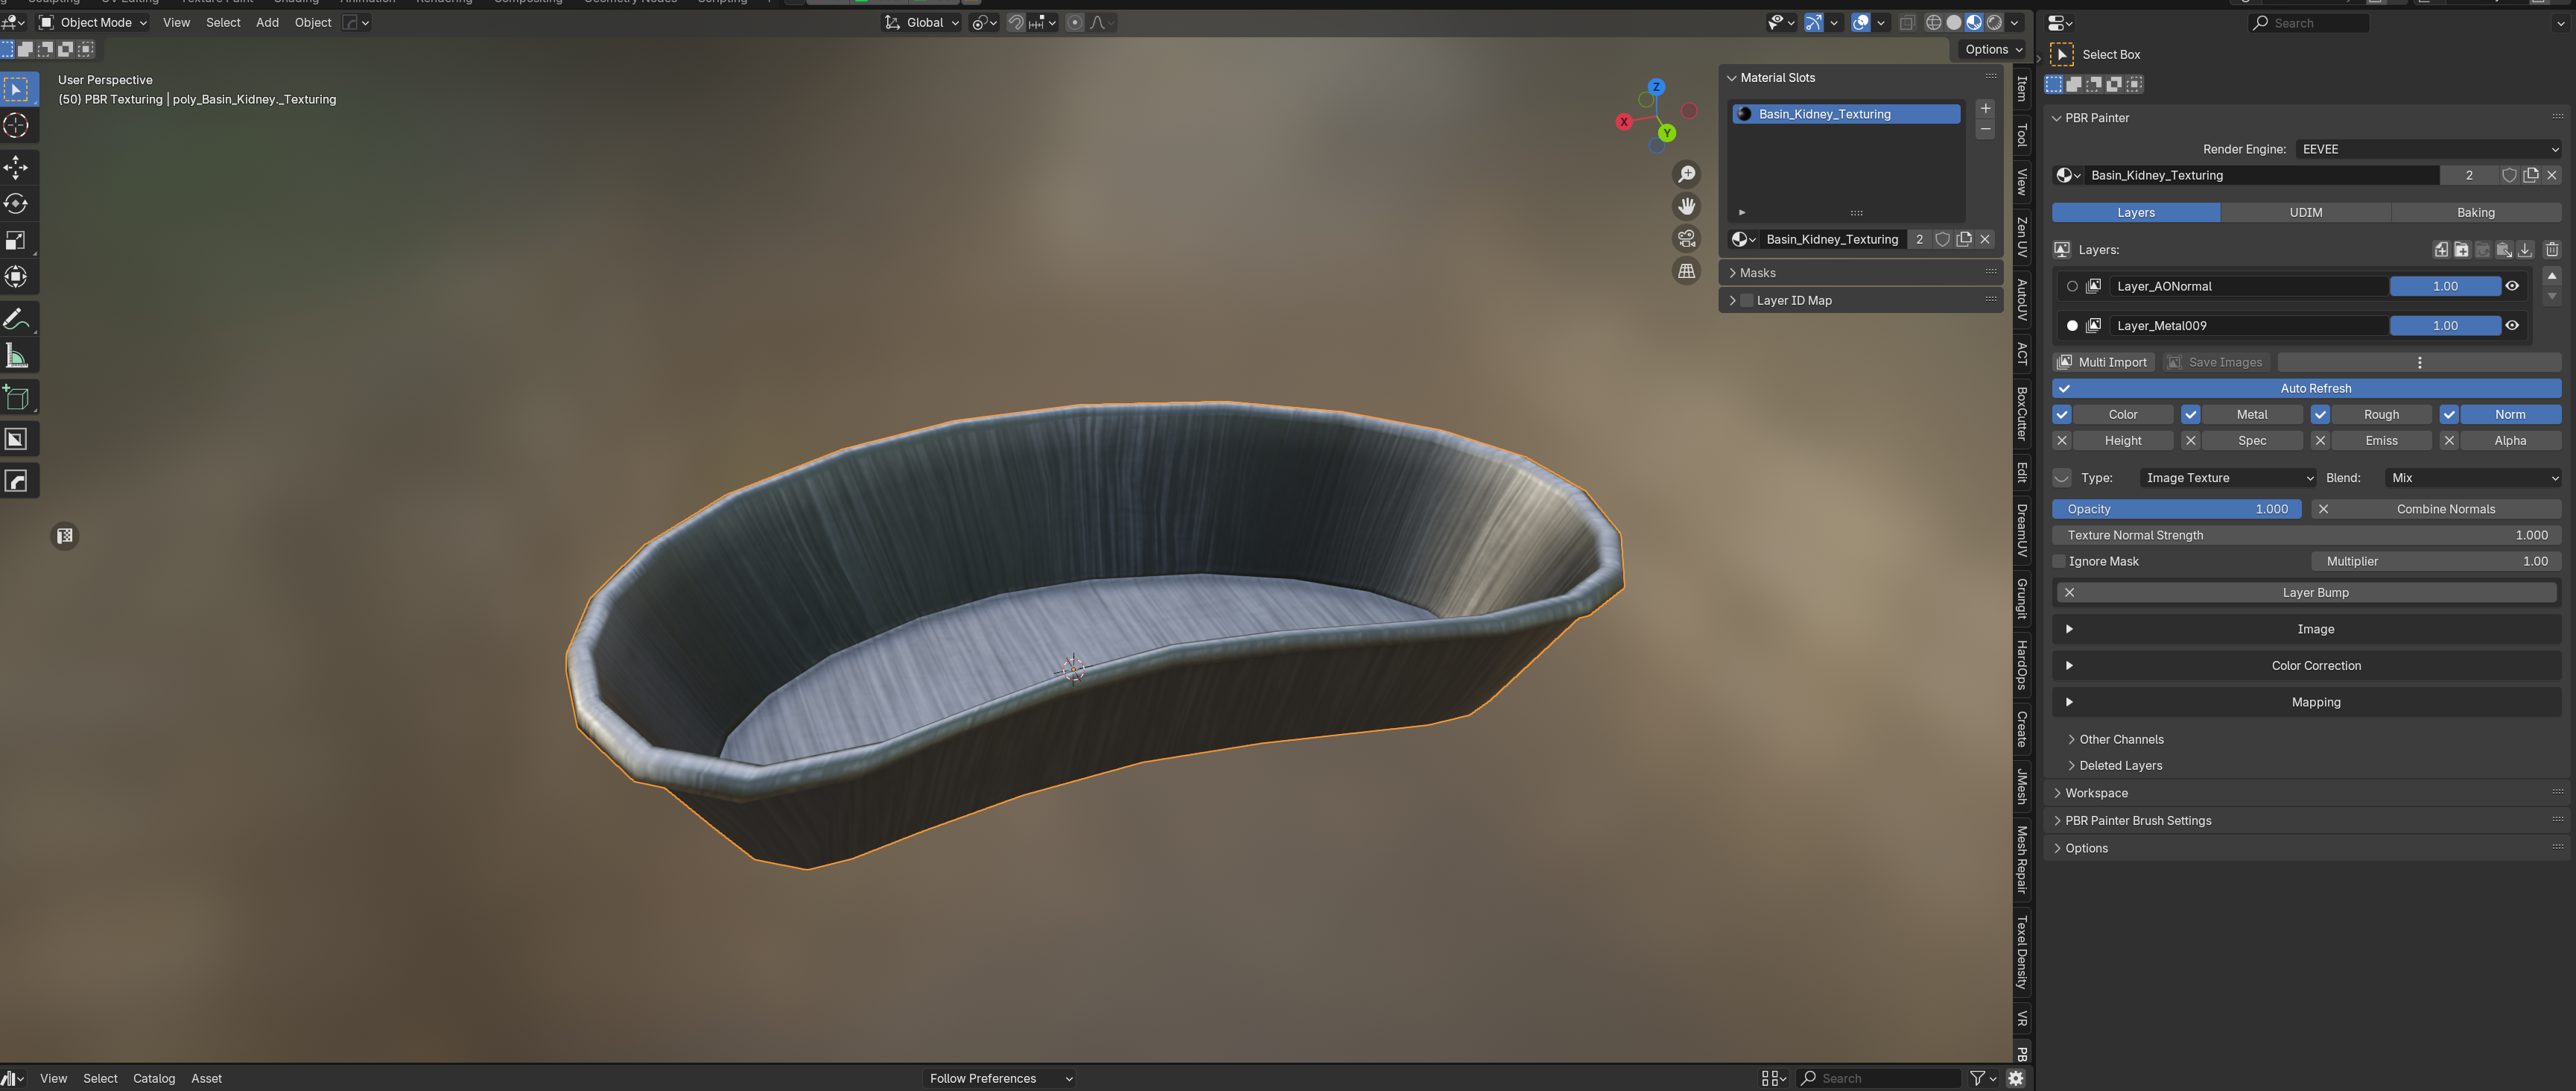 Object Mode View Select Add Object Global
Options
User Perspective
(50) PBR Texturing | poly_Basin_Kidney._Texturing
Z
X
Y
Material Slots
Basin_Kidney_Texturing
Basin_Kidney_Texturing 2
Masks
Layer ID Map
Item
Tool
View
Zen UV
AutoUV
ACT
BoxCutter
Edit
DreamUV
Grungit
HardOps
Create
JMesh
Mesh Repair
Texel Density
VR
PB
Search
Select Box
PBR Painter
Render Engine: EEVEE
Basin_Kidney_Texturing 2
Layers UDIM Baking
Layers:
Layer_AONormal 1.00
Layer_Metal009 1.00
Multi Import Save Images
Auto Refresh
Color Metal Rough Norm
Height Spec Emiss Alpha
Type: Image Texture Blend: Mix
Opacity 1.000 Combine Normals
Texture Normal Strength 1.000
Ignore Mask Multiplier 1.00
Layer Bump
Image
Color Correction
Mapping
Other Channels
Deleted Layers
Workspace
PBR Painter Brush Settings
Options
View Select Catalog Asset Follow Preferences Search